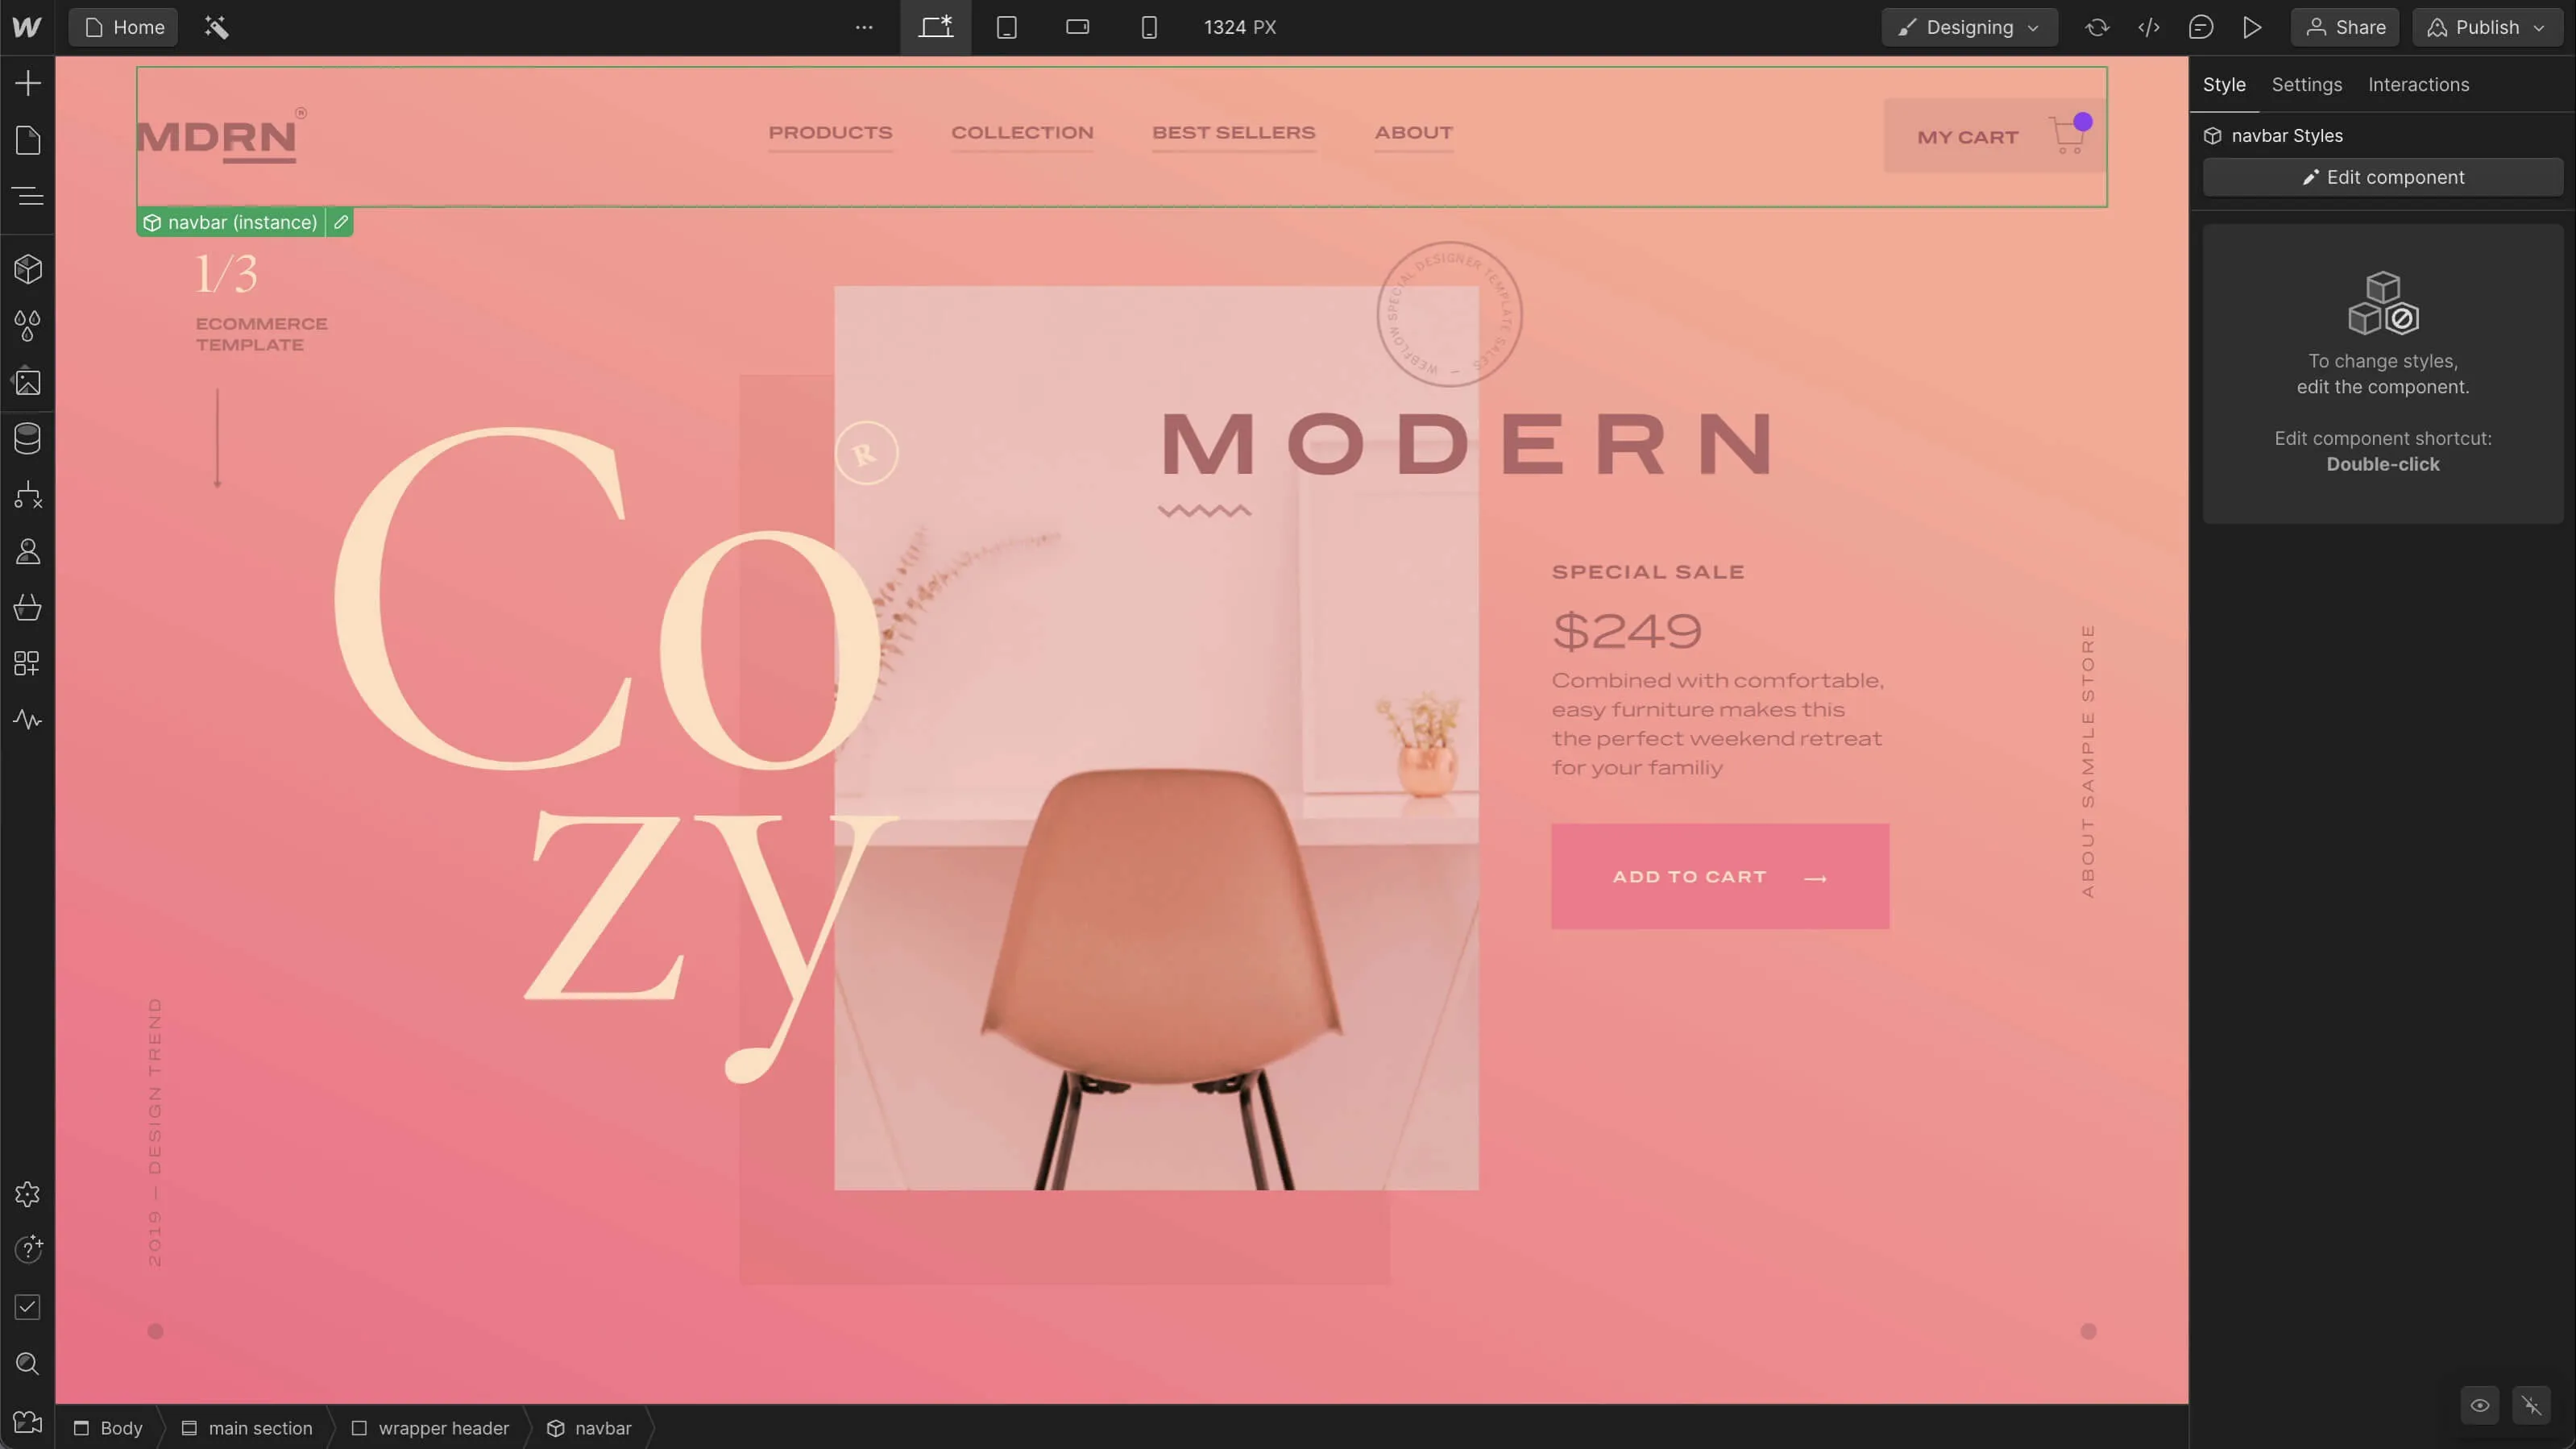 Home
1324 PX
Designing
Share
Publish
MDRN®
PRODUCTS
COLLECTION
BEST SELLERS
ABOUT
MY CART
navbar (instance)
1/3
ECOMMERCE
TEMPLATE
WEBFLOW SPECIAL DESIGNER TEMPLATE SALES —
R
MODERN
Co
zy
SPECIAL SALE
$249
Combined with comfortable,
easy furniture makes this
the perfect weekend retreat
for your familiy
ADD TO CART →
ABOUT SAMPLE STORE
2019 — DESIGN TREND
Style
Settings
Interactions
navbar Styles
Edit component
To change styles,
edit the component.
Edit component shortcut:
Double-click
Body
main section
wrapper header
navbar